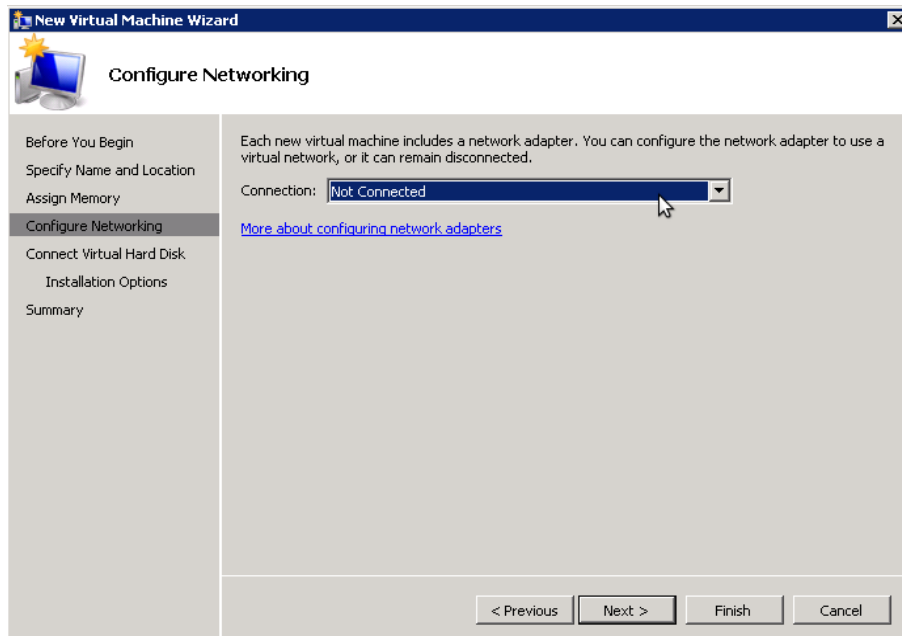 New Virtual Machine Wizard
Configure Networking
Before You Begin
Specify Name and Location
Assign Memory
Configure Networking
Connect Virtual Hard Disk
Installation Options
Summary
Each new virtual machine includes a network adapter. You can configure the network adapter to use a
virtual network, or it can remain disconnected.
Connection: Not Connected
More about configuring network adapters
< Previous Next > Finish Cancel